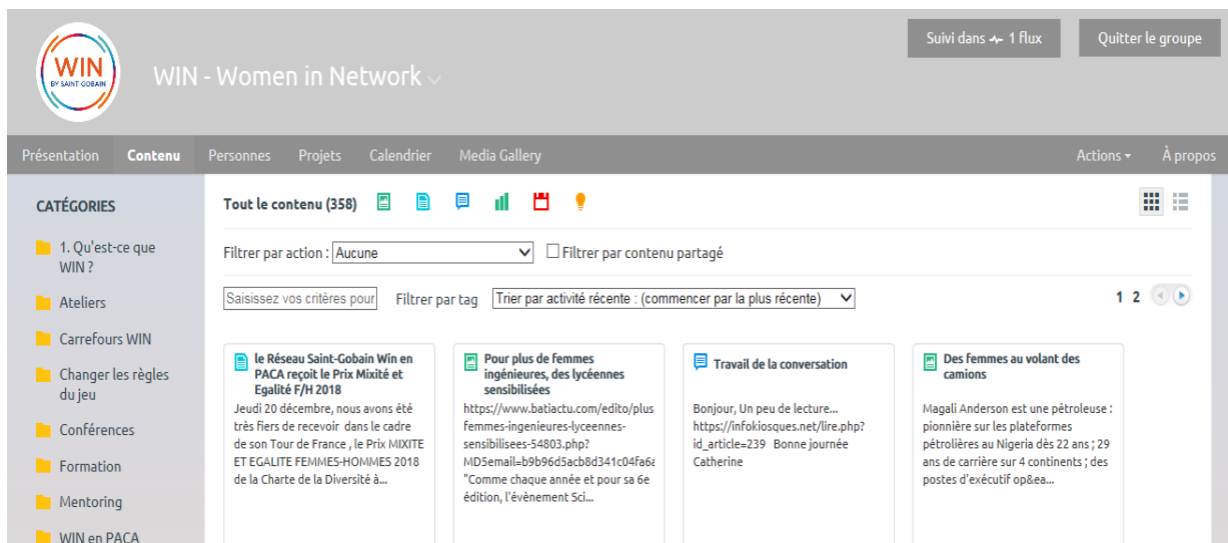 Suivi dans 1 flux
Quitter le groupe
WIN
BY SAINT GOBAIN
WIN - Women in Network
Présentation Contenu Personnes Projets Calendrier Media Gallery Actions À propos
CATÉGORIES
1. Qu'est-ce que
WIN ?
Ateliers
Carrefours WIN
Changer les règles
du jeu
Conférences
Formation
Mentoring
WIN en PACA
Tout le contenu (358)
Filtrer par action : Aucune Filtrer par contenu partagé
Saisissez vos critères pour Filtrer par tag Trier par activité récente : (commencer par la plus récente) 1 2
le Réseau Saint-Gobain Win en
PACA reçoit le Prix Mixité et
Egalité F/H 2018
Jeudi 20 décembre, nous avons été
très fiers de recevoir dans le cadre
de son Tour de France , le Prix MIXITE
ET EGALITE FEMMES-HOMMES 2018
de la Charte de la Diversité à...
Pour plus de femmes
ingénieures, des lycéennes
sensibilisées
https://www.batiactu.com/edito/plus
femmes-ingenieures-lyceennes-
sensibilisees-54803.php?
MD5email=b9b96d5acb8d341c04fa6a
"Comme chaque année et pour sa 6e
édition, l'évènement Sci...
Travail de la conversation
Bonjour, Un peu de lecture...
https://infokiosques.net/lire.php?
id_article=239 Bonne journée
Catherine
Des femmes au volant des
camions
Magali Anderson est une pétroleuse :
pionnière sur les plateformes
pétrolières au Nigeria dès 22 ans ; 29
ans de carrière sur 4 continents ; des
postes d'exécutif op&ea...